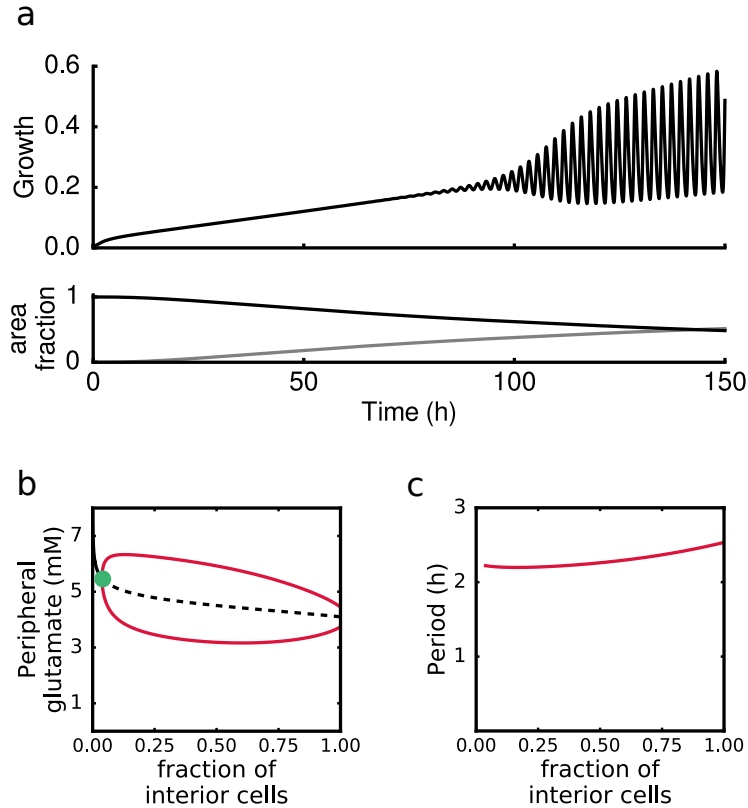 a
0.6
0.4
0.2
0.0
Growth
1
0
area
fraction
0
50
100
150
Time (h)
b
7
5
3
1
Peripheral
glutamate (mM)
0.00
0.25
0.50
0.75
1.00
fraction of
interior cells
c
3
2
1
Period (h)
0.00
0.25
0.50
0.75
1.00
fraction of
interior cells